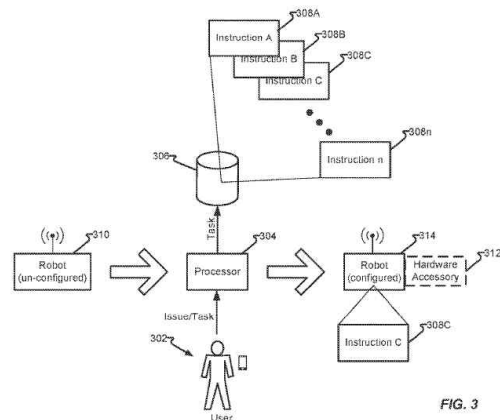 308A
Instruction A
308B
Instruction B
308C
Instruction C
308n
Instruction n
306
Task
310
304
314
312
Robot
(un-configured)
Processor
Robot
(configured)
Hardware
Accessory
Issue/Task
308C
302
Instruction C
User
FIG. 3